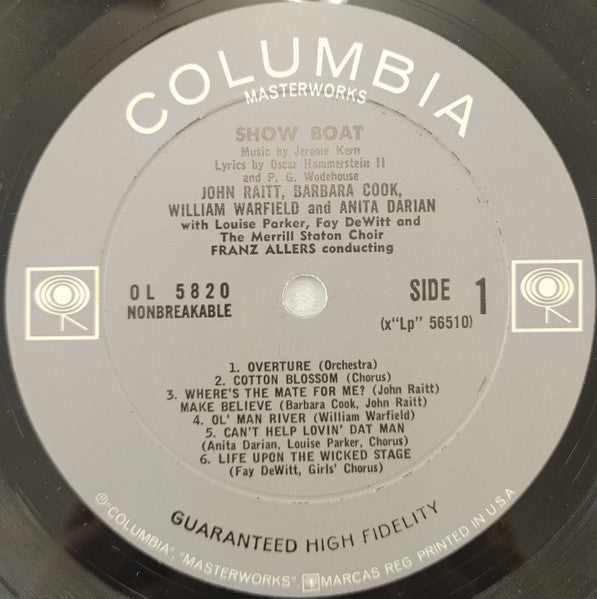 COLUMBIA
MASTERWORKS
SHOW BOAT
Music by Jerome Kern
Lyrics by Oscar Hammerstein II
and P. G. Wodehouse
JOHN RAITT, BARBARA COOK,
WILLIAM WARFIELD and ANITA DARIAN
with Louise Parker, Fay DeWitt and
The Merrill Staton Choir
FRANZ ALLERS conducting
OL 5820
NONBREAKABLE
SIDE 1
(x"Lp" 56510)
1. OVERTURE (Orchestra)
2. COTTON BLOSSOM (Chorus)
3. WHERE'S THE MATE FOR ME? (John Raitt)
MAKE BELIEVE (Barbara Cook, John Raitt)
4. OL' MAN RIVER (William Warfield)
5. CAN'T HELP LOVIN' DAT MAN
(Anita Darian, Louise Parker, Chorus)
6. LIFE UPON THE WICKED STAGE
(Fay DeWitt, Girls' Chorus)
GUARANTEED HIGH FIDELITY
"COLUMBIA", "MASTERWORKS", MARCAS REG PRINTED IN U.S.A